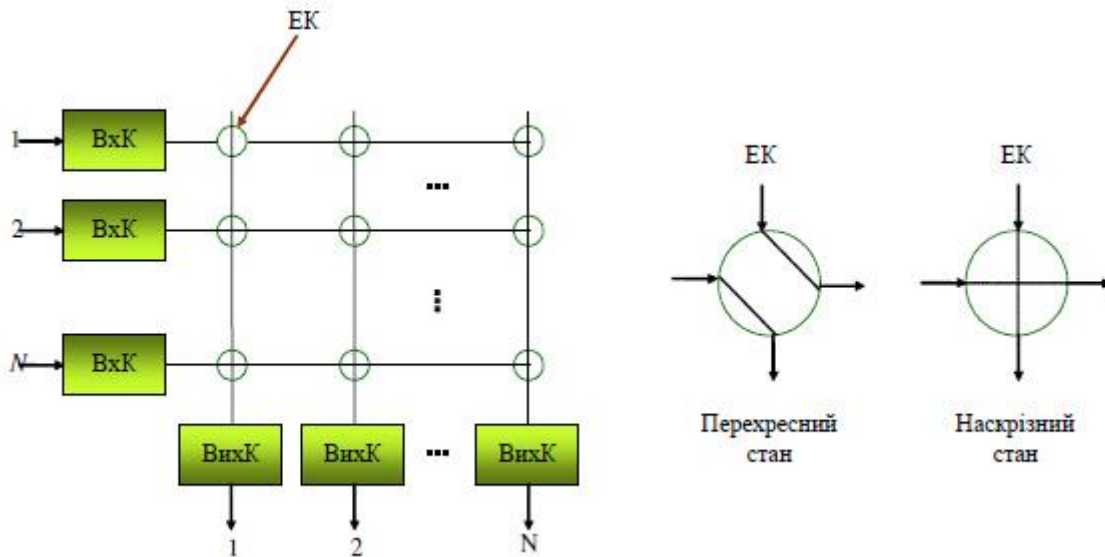 ЕК
1
ВхК
2
ВхК
N
ВхК
ВихК
ВихК
...
ВихК
1
2
N
ЕК
ЕК
Перехресний
стан
Наскрізний
стан